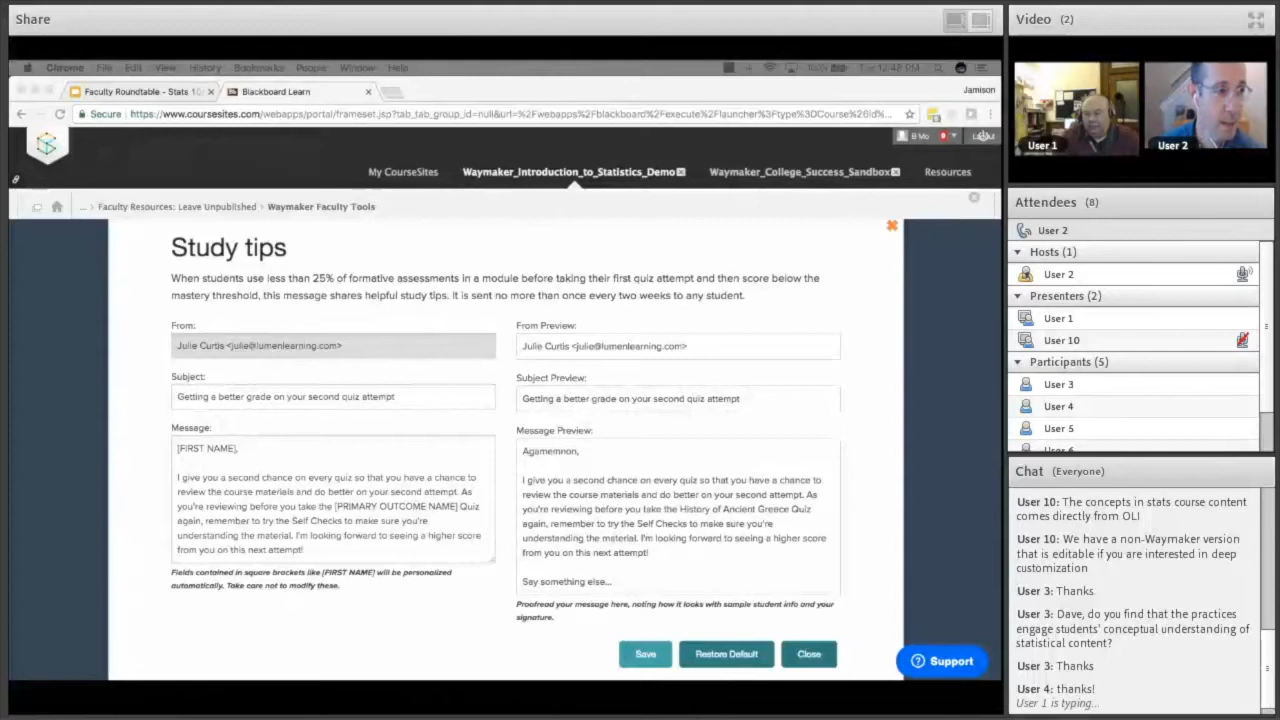 Share
Chrome File Edit View History Bookmarks People Window Help
Faculty Roundtable - Stats 10
Blackboard Learn
Jamison
Secure https://www.coursesites.com/webapps/portal/frameset.jsp?tab_tab_group_id=null&url=%2Fwebapps%2Fblackboard%2Fexecute%2Flauncher%3Ftype%3DCourse%26id%
B Mo
My CourseSites
Waymaker_Introduction_to_Statistics_Demo
Waymaker_College_Success_Sandbox
Resources
... > Faculty Resources: Leave Unpublished > Waymaker Faculty Tools
Study tips
When students use less than 25% of formative assessments in a module before taking their first quiz attempt and then score below the
mastery threshold, this message shares helpful study tips. It is sent no more than once every two weeks to any student.
From:
Julie Curtis <julie@lumenlearning.com>
Subject:
Getting a better grade on your second quiz attempt
Message:
[FIRST NAME],
I give you a second chance on every quiz so that you have a chance to
review the course materials and do better on your second attempt. As
you're reviewing before you take the [PRIMARY OUTCOME NAME] Quiz
again, remember to try the Self Checks to make sure you're
understanding the material. I'm looking forward to seeing a higher score
from you on this next attempt!
Fields contained in square brackets like [FIRST NAME] will be personalized
automatically. Take care not to modify these.
From Preview:
Julie Curtis <julie@lumenlearning.com>
Subject Preview:
Getting a better grade on your second quiz attempt
Message Preview:
Agamemnon,
I give you a second chance on every quiz so that you have a chance to
review the course materials and do better on your second attempt. As
you're reviewing before you take the History of Ancient Greece Quiz
again, remember to try the Self Checks to make sure you're
understanding the material. I'm looking forward to seeing a higher score
from you on this next attempt!
Say something else...
Proofread your message here, noting how it looks with sample student info and your
signature.
Save
Restore Default
Close
Support
Video (2)
User 1
User 2
Attendees (8)
User 2
Hosts (1)
User 2
Presenters (2)
User 1
User 10
Participants (5)
User 3
User 4
User 5
User 6
Chat (Everyone)
User 10: The concepts in stats course content
comes directly from OLI
User 10: We have a non-Waymaker version
that is editable if you are interested in deep
customization
User 3: Thanks
User 3: Dave, do you find that the practices
engage students' conceptual understanding of
statistical content?
User 3: Thanks
User 4: thanks!
User 1 is typing...